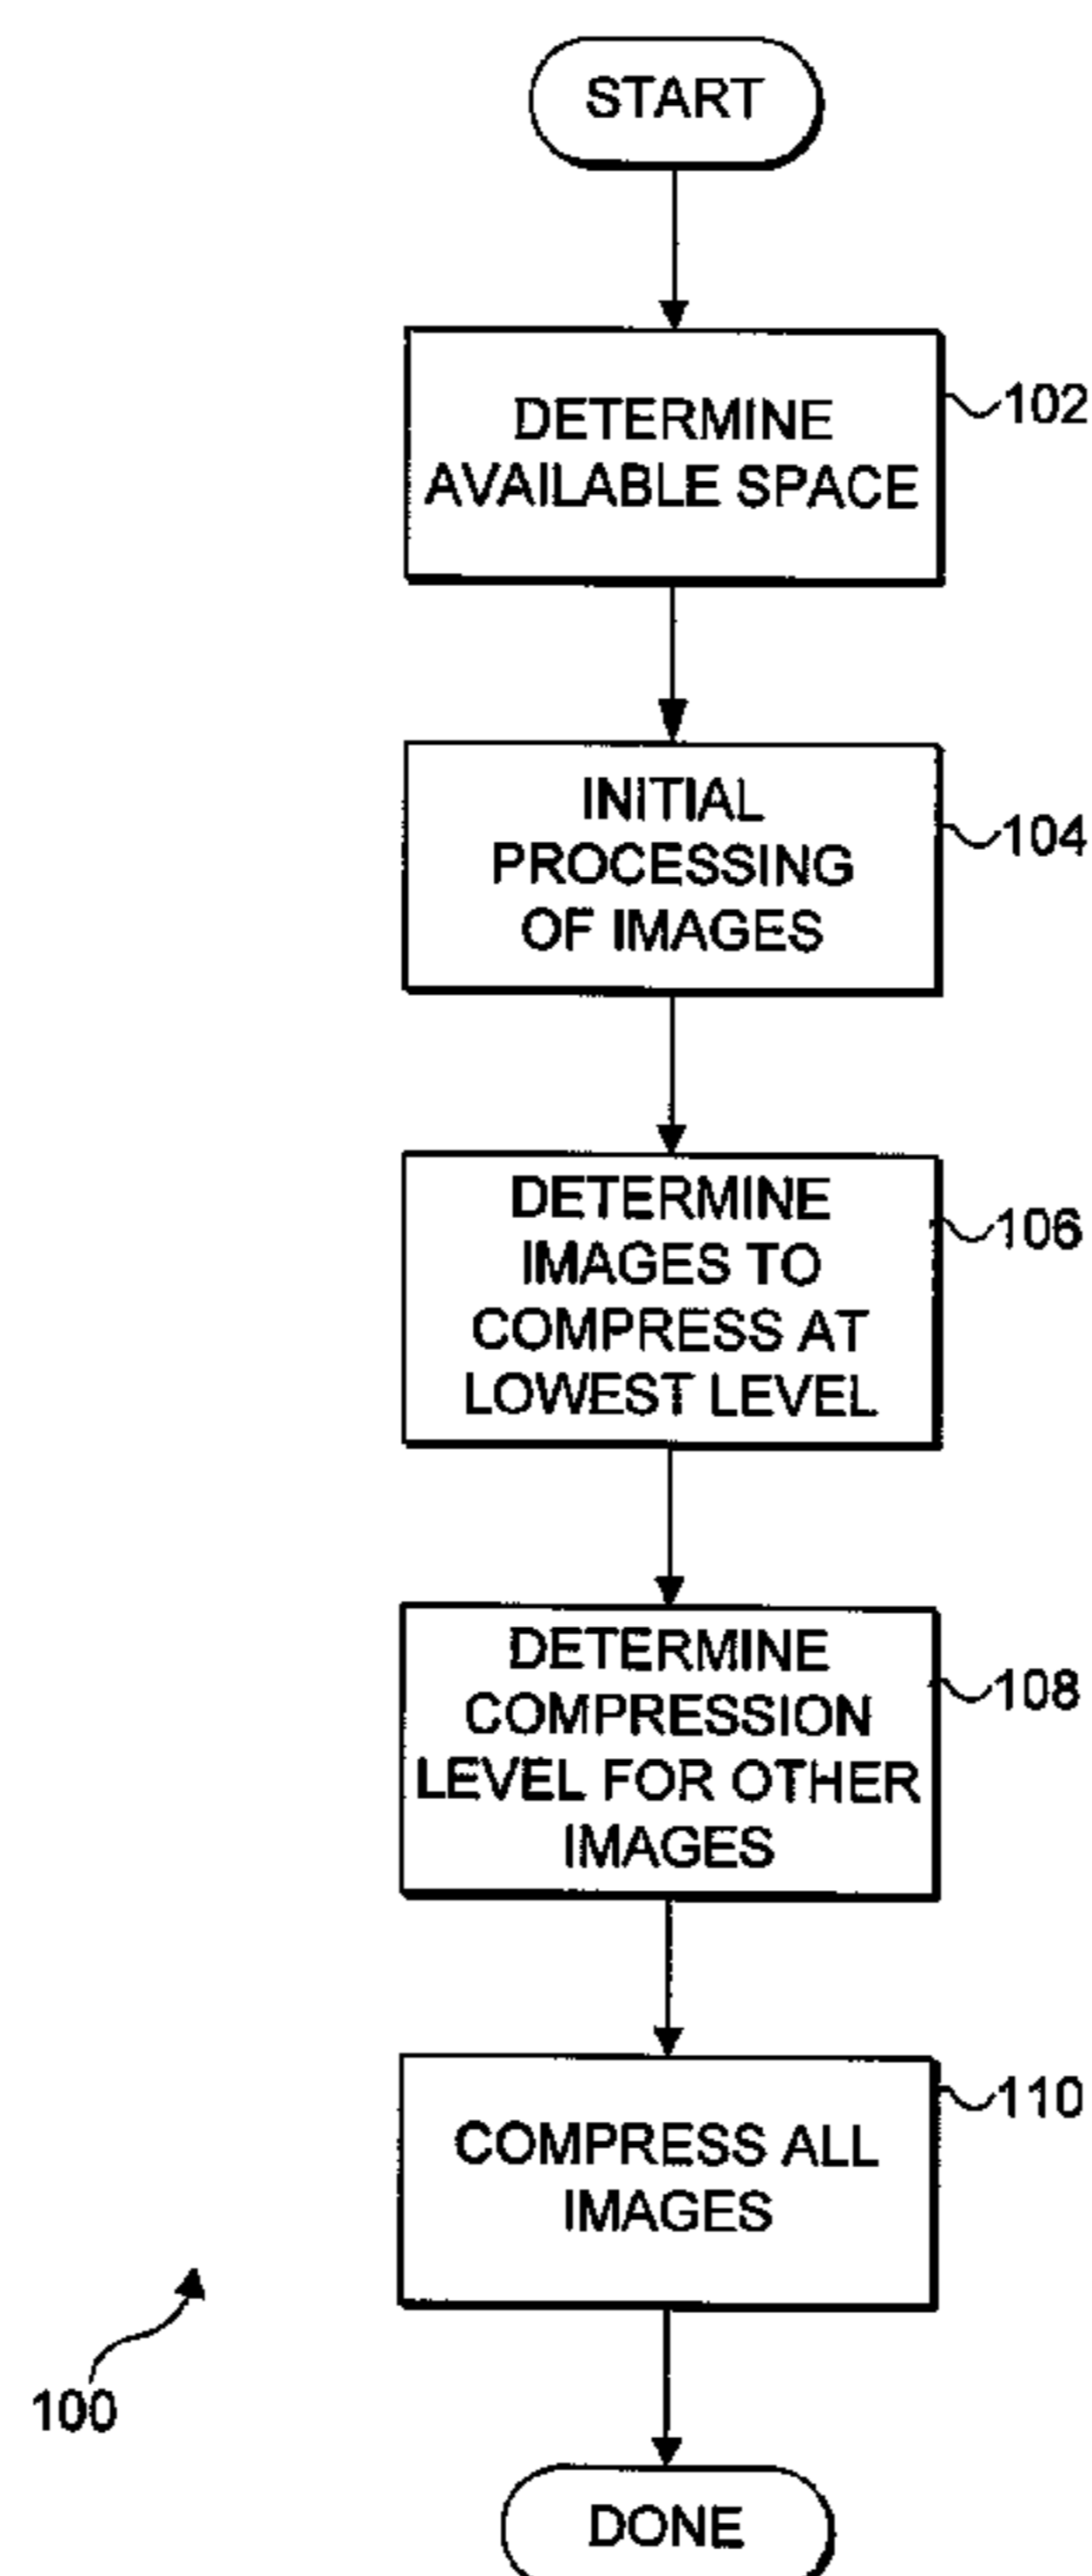 START
DETERMINE
AVAILABLE SPACE
102
INITIAL
PROCESSING
OF IMAGES
104
DETERMINE
IMAGES TO
COMPRESS AT
LOWEST LEVEL
106
DETERMINE
COMPRESSION
LEVEL FOR OTHER
IMAGES
108
COMPRESS ALL
IMAGES
110
100
DONE